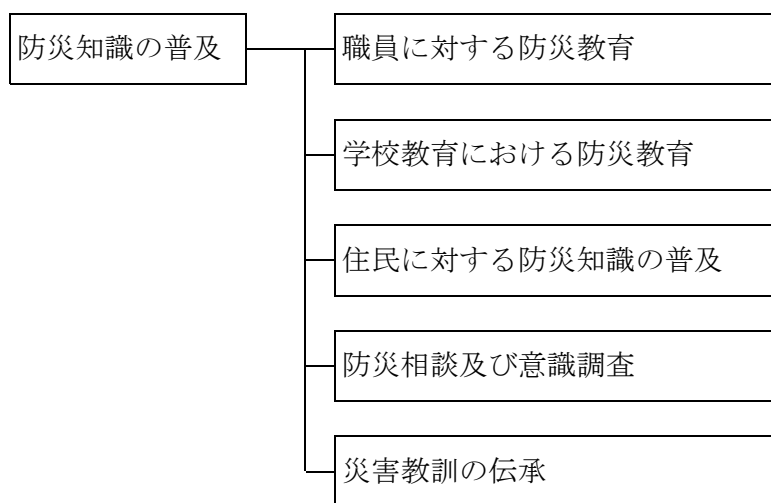 防災知識の普及
職員に対する防災教育
学校教育における防災教育
住民に対する防災知識の普及
防災相談及び意識調査
災害教訓の伝承